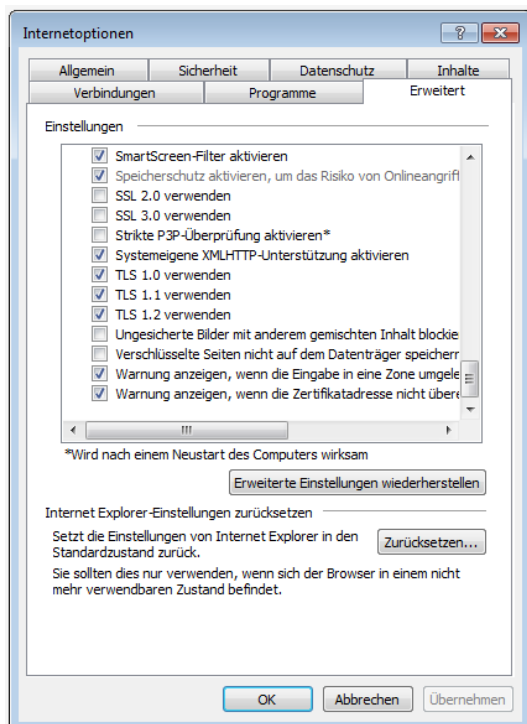 Internetoptionen
Allgemein Sicherheit Datenschutz Inhalte
Verbindungen Programme Erweitert
Einstellungen
SmartScreen-Filter aktivieren
Speicherschutz aktivieren, um das Risiko von Onlineangriff
SSL 2.0 verwenden
SSL 3.0 verwenden
Strikte P3P-Überprüfung aktivieren*
Systemeigene XMLHTTP-Unterstützung aktivieren
TLS 1.0 verwenden
TLS 1.1 verwenden
TLS 1.2 verwenden
Ungesicherte Bilder mit anderem gemischten Inhalt blockie
Verschlüsselte Seiten nicht auf dem Datenträger speichern
Warnung anzeigen, wenn die Eingabe in eine Zone umgele
Warnung anzeigen, wenn die Zertifikatadresse nicht übere
*Wird nach einem Neustart des Computers wirksam
Erweiterte Einstellungen wiederherstellen
Internet Explorer-Einstellungen zurücksetzen
Setzt die Einstellungen von Internet Explorer in den
Standardzustand zurück.
Zurücksetzen...
Sie sollten dies nur verwenden, wenn sich der Browser in einem nicht
mehr verwendbaren Zustand befindet.
OK Abbrechen Übernehmen